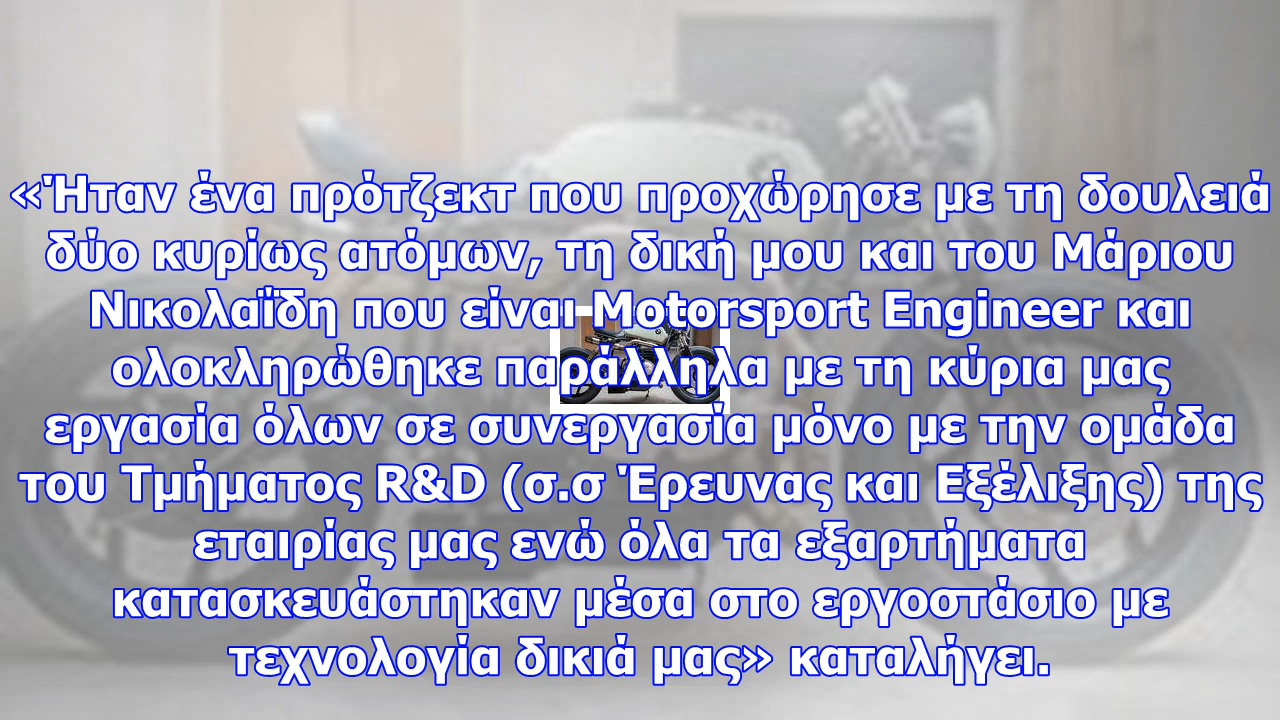 «Ήταν ένα πρότζεκτ που προχώρησε με τη δουλειά
δύο κυρίως ατόμων, τη δική μου και του Μάριου
Νικολαΐδη που είναι Motorsport Engineer και
ολοκληρώθηκε παράλληλα με τη κύρια μας
εργασία όλων σε συνεργασία μόνο με την ομάδα
του Τμήματος R&D (σ.σ Έρευνας και Εξέλιξης) της
εταιρίας μας ενώ όλα τα εξαρτήματα
κατασκευάστηκαν μέσα στο εργοστάσιο με
τεχνολογία δικιά μας» καταλήγει.